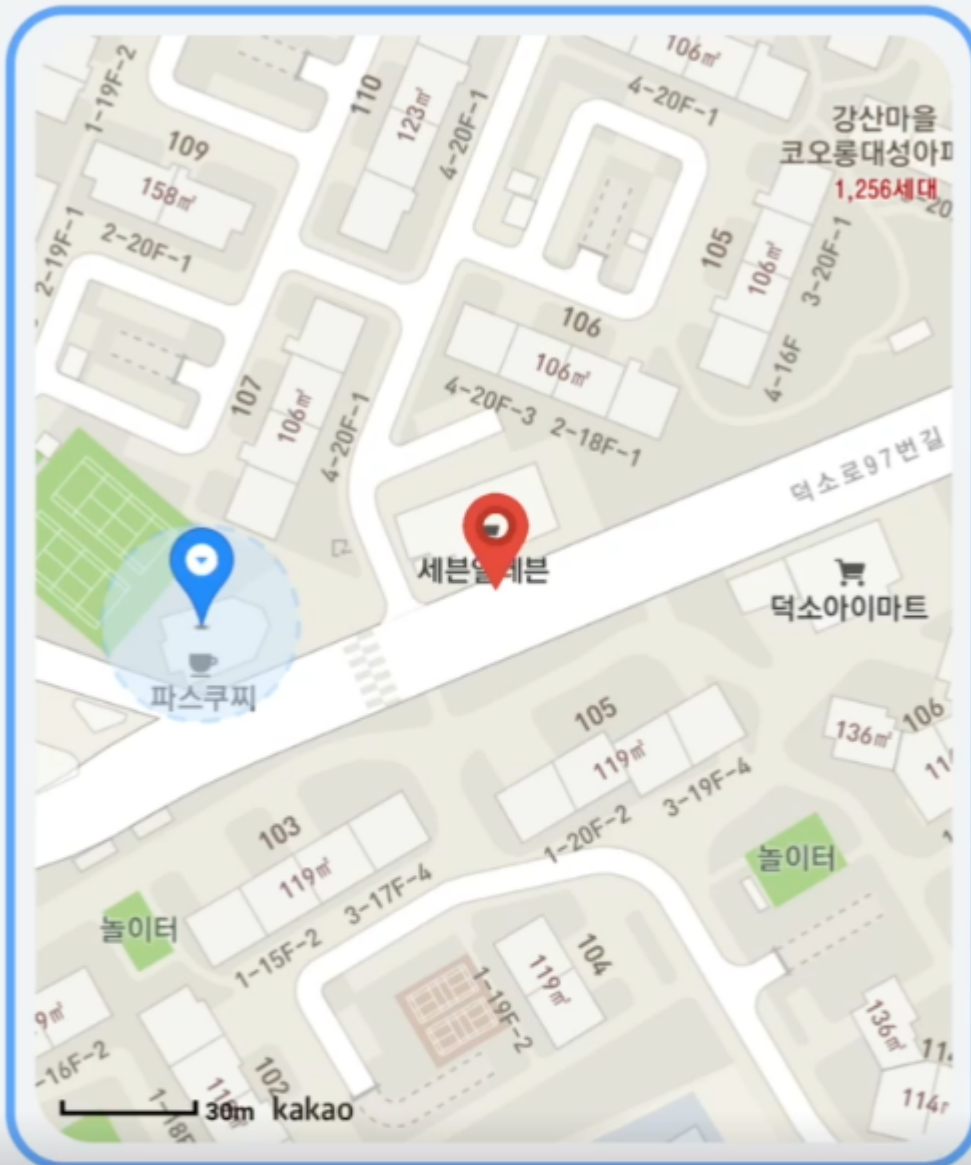 1-19F-2
109
158㎡
2-20F-1
2-19F-1
110
123㎡
4-20F-1
106㎡
4-20F-1
강산마을
코오롱대성아파
1,256세대
105
106㎡
3-20F-1
4-16F
106
106㎡
4-20F-3
2-18F-1
107
106㎡
4-20F-1
덕소로97번길
세븐일레븐
덕소아이마트
파스쿠찌
105
119㎡
1-20F-2
3-19F-4
136㎡
106
103
119㎡
1-15F-2
3-17F-4
놀이터
놀이터
104
119㎡
1-19F-2
9㎡
-16F-2
102
136㎡
30m kakao